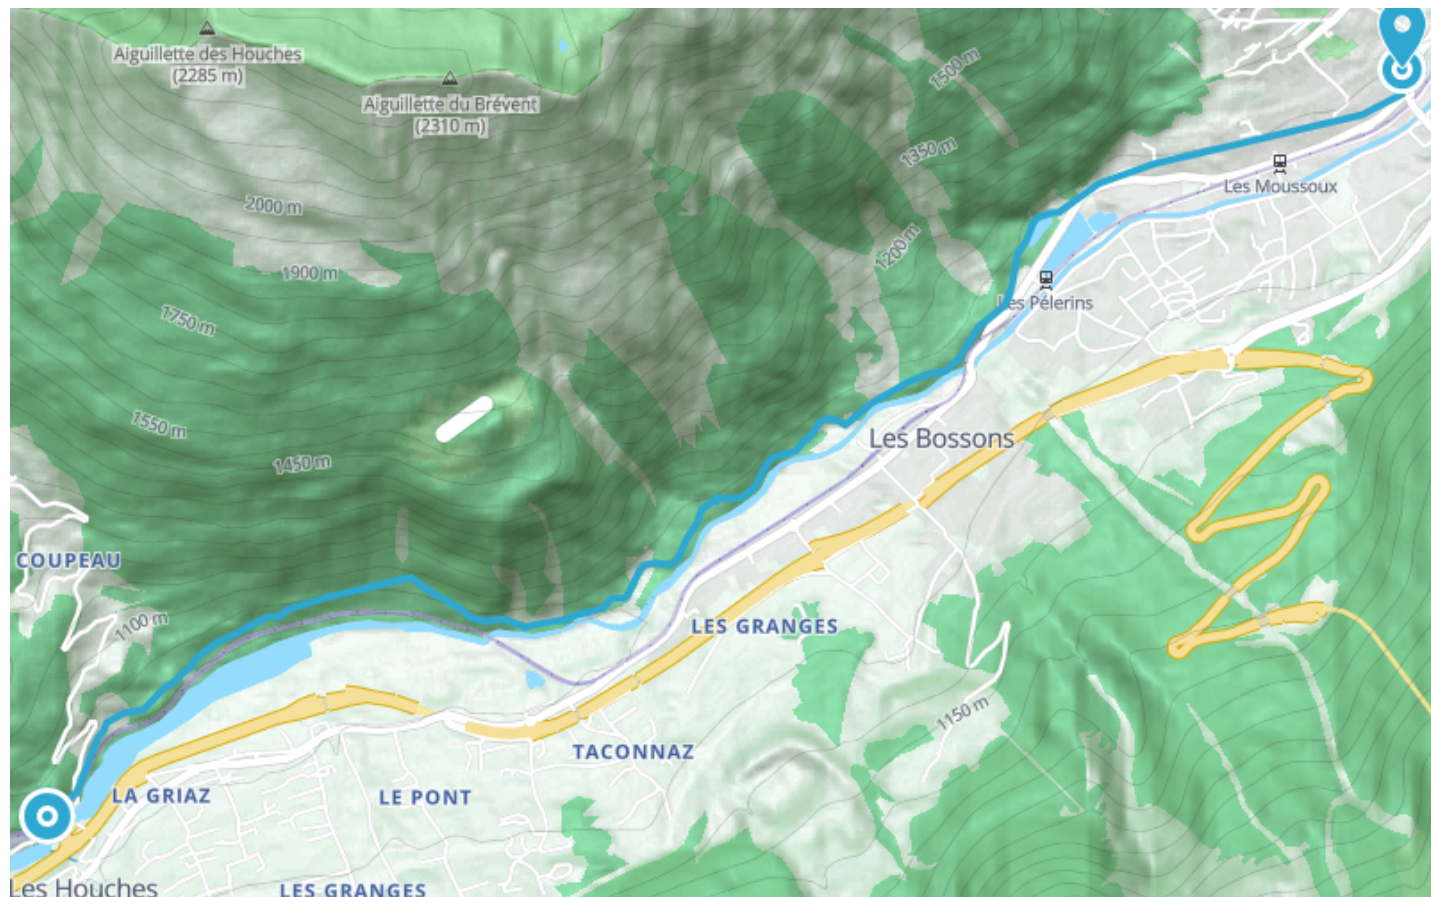 Aiguillette des Houches
(2285 m)
Aiguillette du Brévent
(2310 m)
1500 m
1350 m
Les Moussoux
2000 m
1200 m
1900 m
Les Pélerins
1750 m
1550 m
Les Bossons
1450 m
COUPEAU
1100 m
LES GRANGES
1150 m
TACONNAZ
LA GRIAZ
LE PONT
Les Houches
LES GRANGES